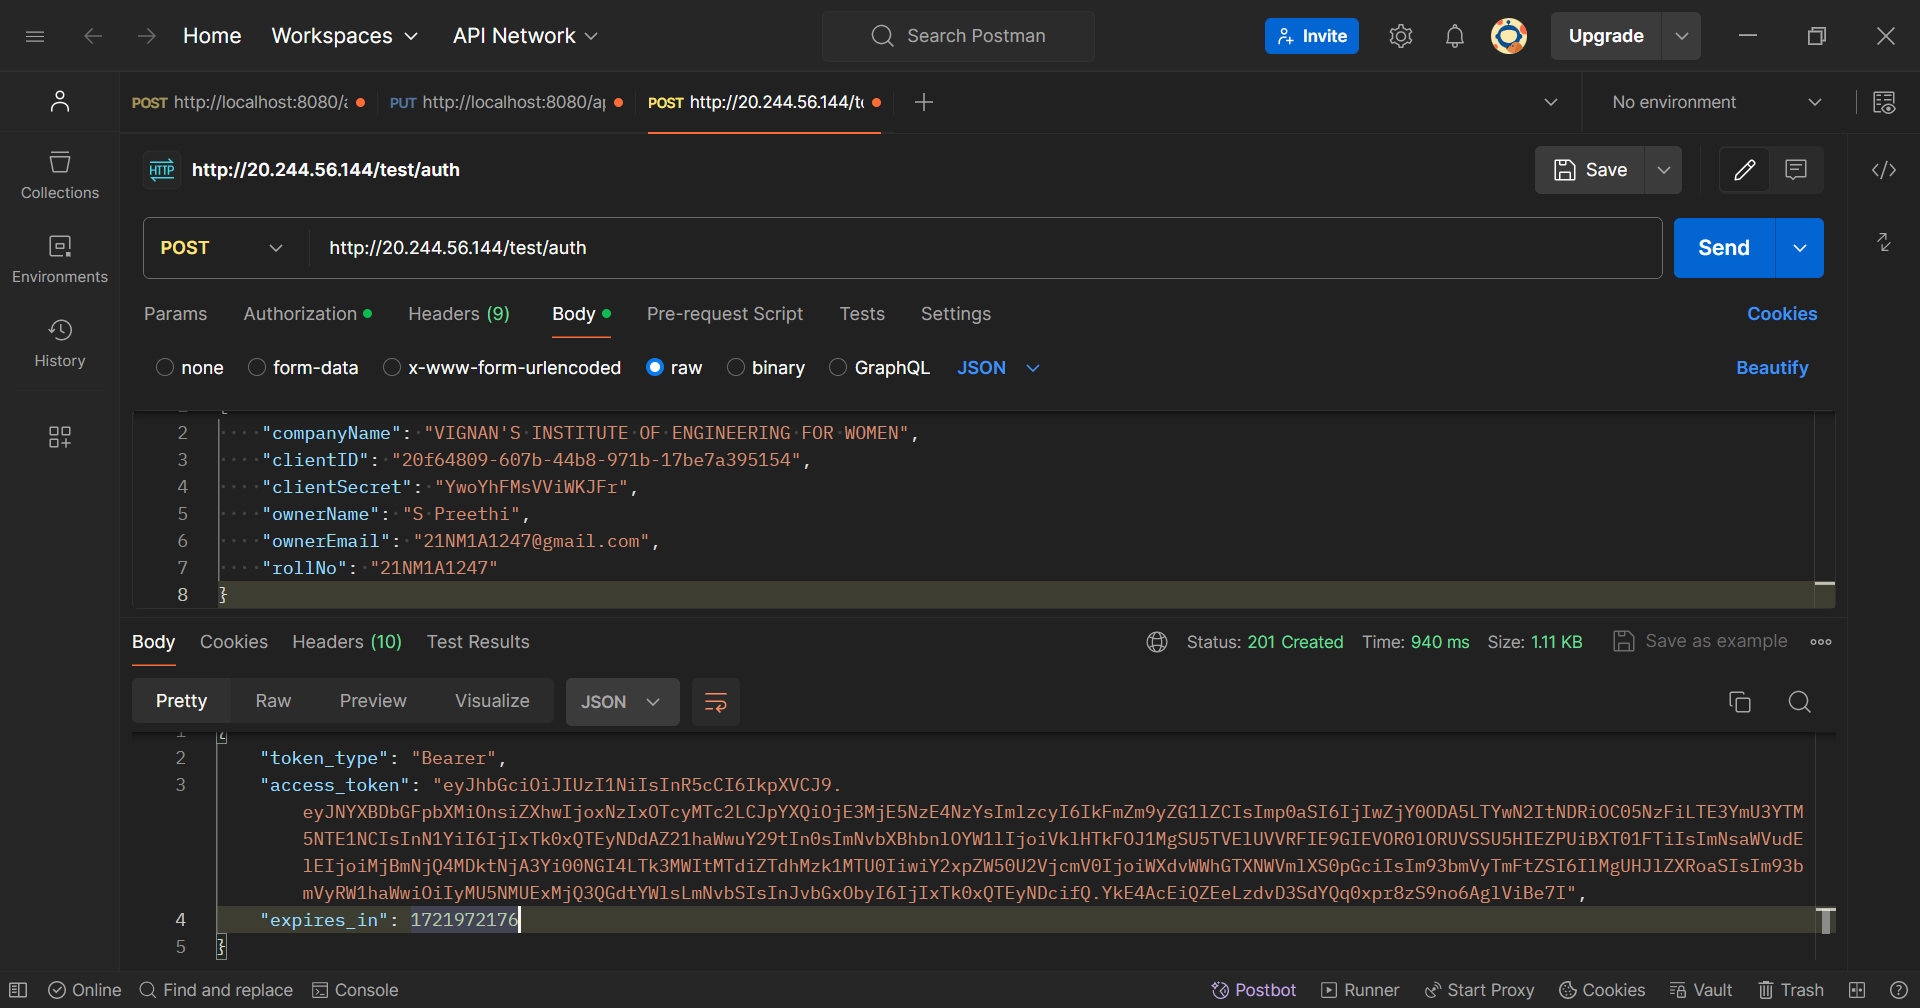 Home Workspaces API Network Search Postman Invite Upgrade
POST http://localhost:8080/a PUT http://localhost:8080/ap POST http://20.244.56.144/t No environment
HTTP http://20.244.56.144/test/auth Save
Collections
POST http://20.244.56.144/test/auth Send
Environments
Params Authorization Headers (9) Body Pre-request Script Tests Settings Cookies
History
none form-data x-www-form-urlencoded raw binary GraphQL JSON Beautify
2 "companyName": "VIGNAN'S INSTITUTE OF ENGINEERING FOR WOMEN",
3 "clientID": "20f64809-607b-44b8-971b-17be7a395154",
4 "clientSecret": "YwoYhFMsVViWKJFr",
5 "ownerName": "S Preethi",
6 "ownerEmail": "21NM1A1247@gmail.com",
7 "rollNo": "21NM1A1247"
8 }
Body Cookies Headers (10) Test Results Status: 201 Created Time: 940 ms Size: 1.11 KB Save as example
Pretty Raw Preview Visualize JSON
1 {
2 "token_type": "Bearer",
3 "access_token": "eyJhbGciOiJIUzI1NiIsInR5cCI6IkpXVCJ9.
eyJNYXBDbGFpbXMiOnsiZXhwIjoxNzIxOTcyMTc2LCJpYXQiOjE3MjE5NzE4NzYsImlzcyI6IkFmZm9yZG1lZCIsImp0aSI6IjIwZjY0ODA5LTYwN2ItNDRiOC05NzFiLTE3YmU3YTM
5NTE1NCIsInN1YiI6IjIxTk0xQTEyNDdAZ21haWwuY29tIn0sImNvbXBhbnlOYW1lIjoiVklHTkFOJ1MgSU5TVElUVVRFIE9GIEVOR0lORUVSSU5HIEZPUiBXT01FTiIsImNsaWVudE
lEIjoiMjBmNjQ4MDktNjA3Yi00NGI4LTk3MWItMTdiZTdhMzk1MTU0IiwiY2xpZW50U2VjcmV0IjoiWXdvWWhGTXNWVmlXS0pGciIsIm93bmVyTmFtZSI6IlMgUHJlZXRoaSIsIm93b
mVyRW1haWwiOiIyMU5NMUExMjQ3QGdtYWlsLmNvbSIsInJvbGxObyI6IjIxTk0xQTEyNDcifQ.YkE4AcEiQZEeLzdvD3SdYQq0xpr8zS9no6AglViBe7I",
4 "expires_in": 1721972176
5 }
Online Find and replace Console Postbot Runner Start Proxy Cookies Vault Trash